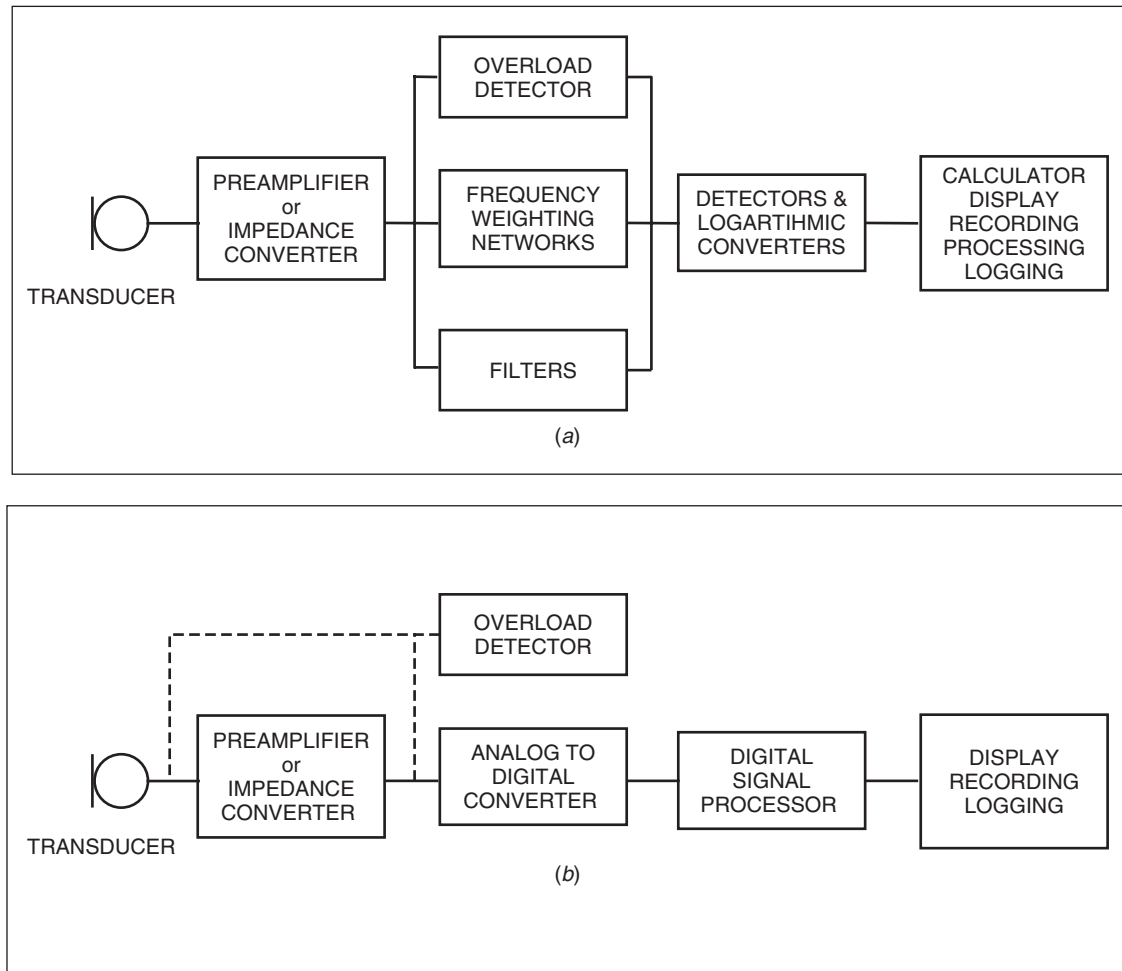 OVERLOAD
DETECTOR
PREAMPLIFIER
or
IMPEDANCE
CONVERTER
FREQUENCY
WEIGHTING
NETWORKS
DETECTORS &
LOGARTIHMIC
CONVERTERS
CALCULATOR
DISPLAY
RECORDING
PROCESSING
LOGGING
TRANSDUCER
FILTERS
(a)
OVERLOAD
DETECTOR
PREAMPLIFIER
or
IMPEDANCE
CONVERTER
ANALOG TO
DIGITAL
CONVERTER
DIGITAL
SIGNAL
PROCESSOR
DISPLAY
RECORDING
LOGGING
TRANSDUCER
(b)